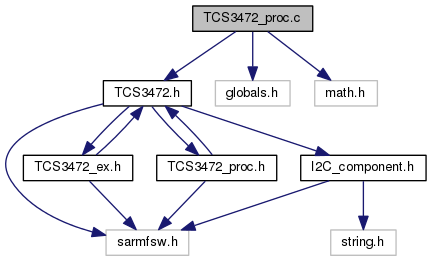 TCS3472_proc.c
TCS3472.h
globals.h
math.h
TCS3472_ex.h
TCS3472_proc.h
I2C_component.h
sarmfsw.h
string.h